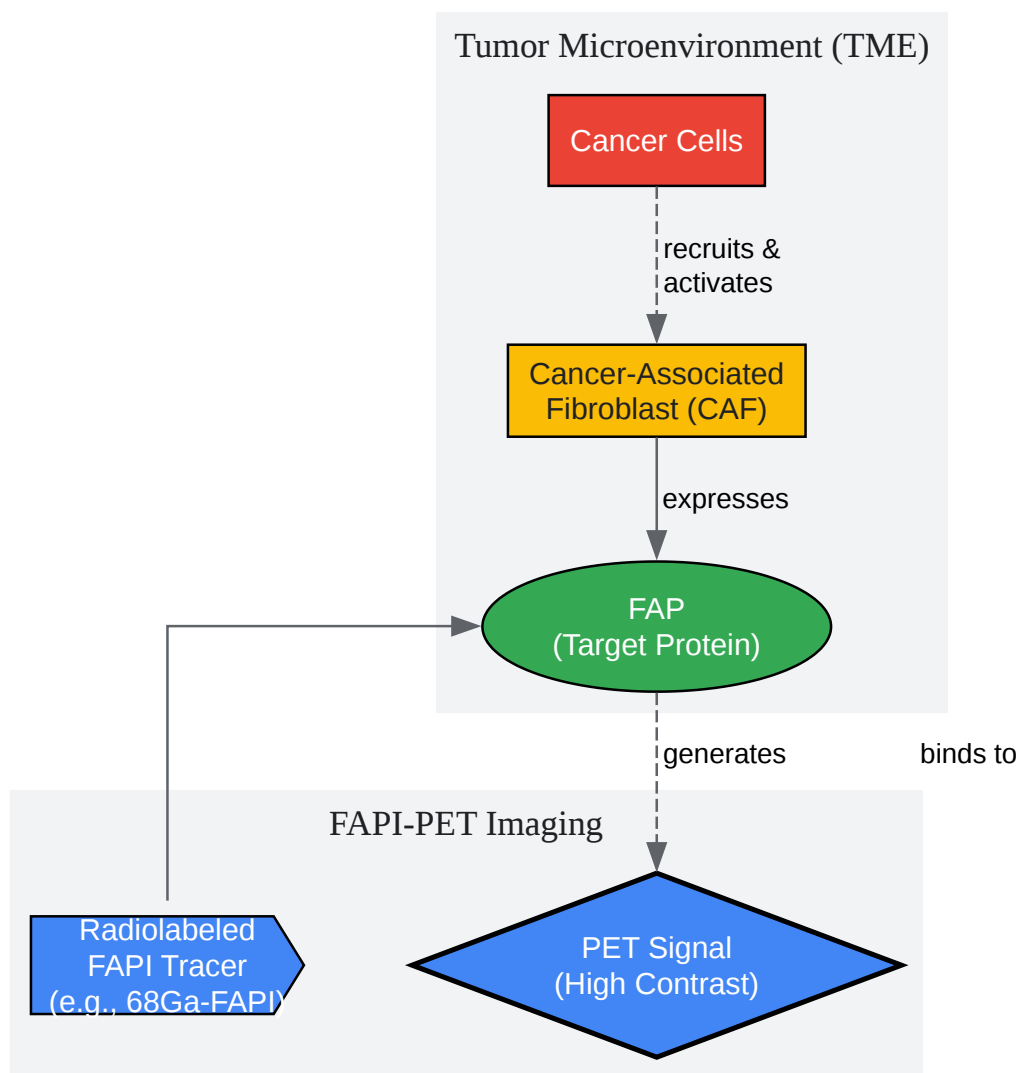 Tumor Microenvironment (TME)
Cancer Cells
recruits &
activates
Cancer-Associated
Fibroblast (CAF)
expresses
FAP
(Target Protein)
generates
binds to
FAPI-PET Imaging
Radiolabeled
FAPI Tracer
(e.g., 68Ga-FAPI)
PET Signal
(High Contrast)